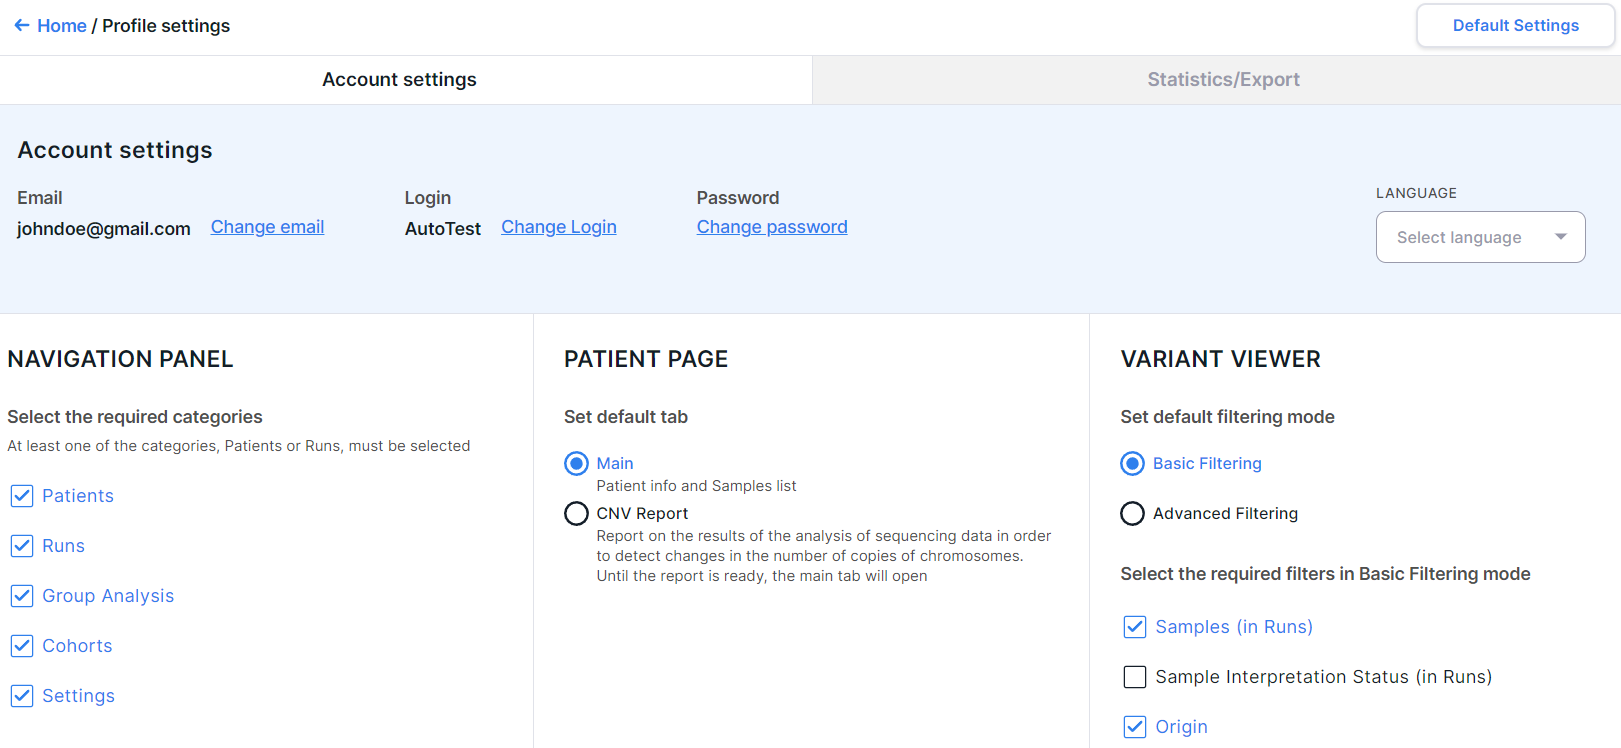 Home / Profile settings
Default Settings
Account settings
Statistics/Export
Account settings
Email
johndoe@gmail.com Change email
Login
AutoTest Change Login
Password
Change password
LANGUAGE
Select language
NAVIGATION PANEL
Select the required categories
At least one of the categories, Patients or Runs, must be selected
Patients
Runs
Group Analysis
Cohorts
Settings
PATIENT PAGE
Set default tab
Main
Patient info and Samples list
CNV Report
Report on the results of the analysis of sequencing data in order
to detect changes in the number of copies of chromosomes.
Until the report is ready, the main tab will open
VARIANT VIEWER
Set default filtering mode
Basic Filtering
Advanced Filtering
Select the required filters in Basic Filtering mode
Samples (in Runs)
Sample Interpretation Status (in Runs)
Origin